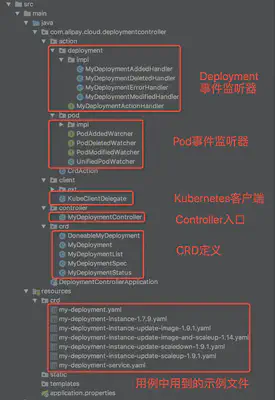 src
main
java
com.alipay.cloud.deploymentcontroller
action
deployment
impl
MyDeploymentAddedHandler
MyDeploymentDeletedHandler
MyDeploymentErrorHandler
MyDeploymentModifiedHandler
MyDeploymentActionHandler
Deployment
事件监听器
pod
impl
PodAddedWatcher
PodDeletedWatcher
PodModifiedWatcher
UnifiedPodWatcher
Pod事件监听器
CrdAction
client
KubeClientDelegate
Kubernetes客户端
controller
MyDeploymentController
Controller入口
crd
DoneableMyDeployment
MyDeployment
MyDeploymentList
MyDeploymentSpec
MyDeploymentStatus
CRD定义
DeploymentControllerApplication
resources
crd
my-deployment.yaml
my-deployment-instance-1.7.9.yaml
my-deployment-instance-update-image-1.9.1.yaml
my-deployment-instance-update-image-and-scaleup-1.14.yaml
my-deployment-instance-update-scaledown-1.9.1.yaml
my-deployment-instance-update-scaleup-1.9.1.yaml
my-deployment-service.yaml
static
用例中用到的示例文件
templates
application.properties